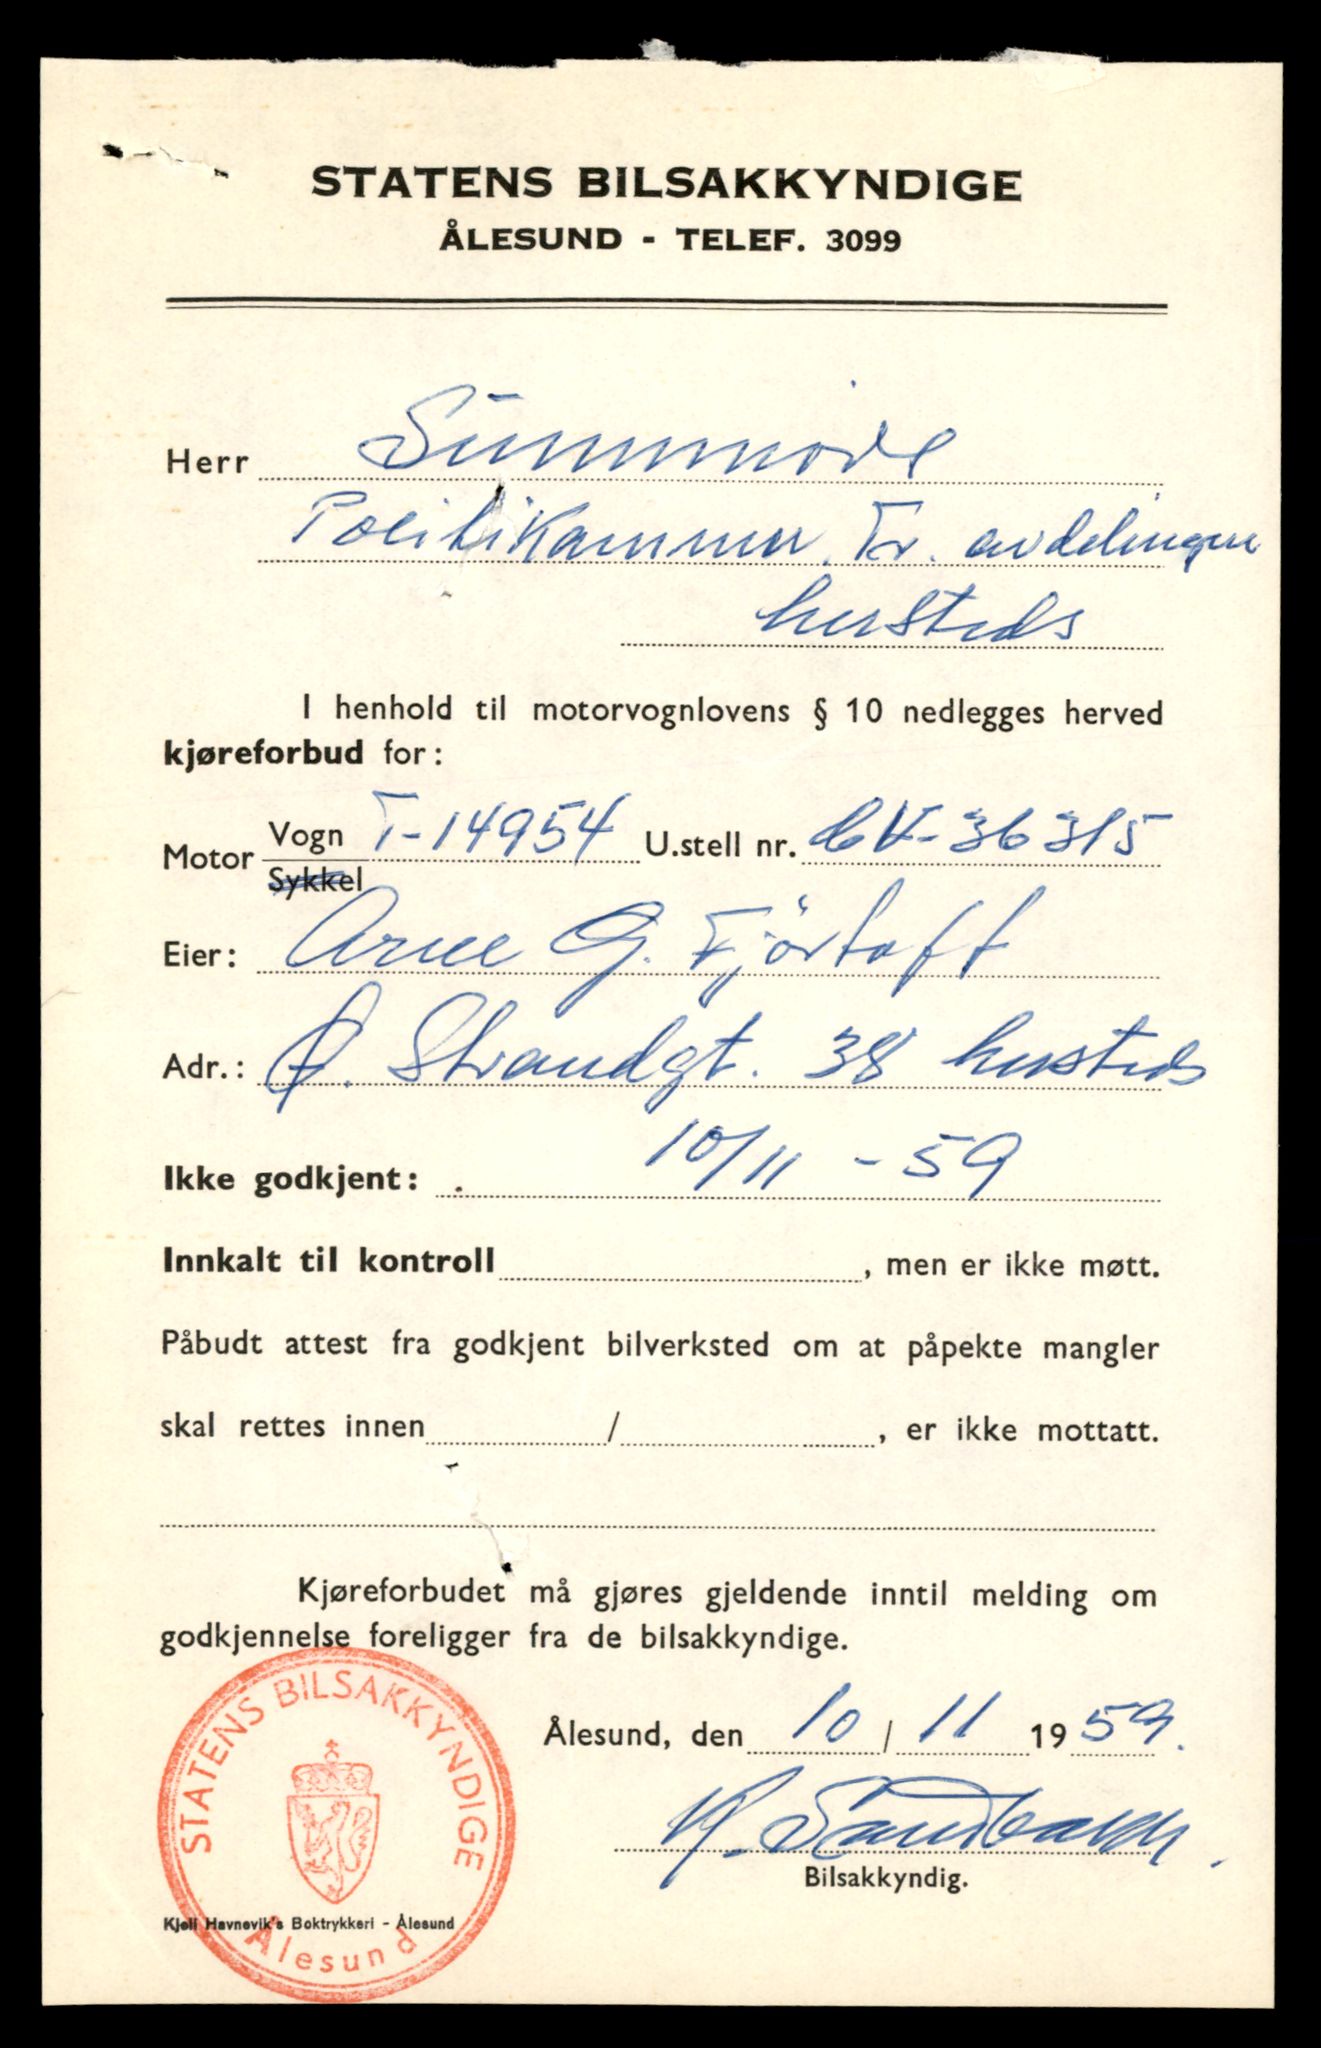 STATENS BILSAKKYNDIGE
ÅLESUND - TELEF. 3099
Herr Sunnmøre
Politikammer, Tr. avdelingen
hersteds
I henhold til motorvognlovens § 10 nedlegges herved
kjøreforbud for:
Motor Vogn T-14954 U.stell nr. 36315
Sykkel
Eier: Arne G. Fjörtoft
Adr.: Ø. Strandgt. 38 hersteds
Ikke godkjent: 10/11 - 59
Innkalt til kontroll , men er ikke møtt.
Påbudt attest fra godkjent bilverksted om at påpekte mangler
skal rettes innen / , er ikke mottatt.
Kjøreforbudet må gjøres gjeldende inntil melding om
godkjennelse foreligger fra de bilsakkyndige.
Ålesund, den 10 / 11 1959.
Bilsakkyndig.
STATENS BILSAKKYNDIGE
Ålesund
Kjell Havnevik's Boktrykkeri - Ålesund